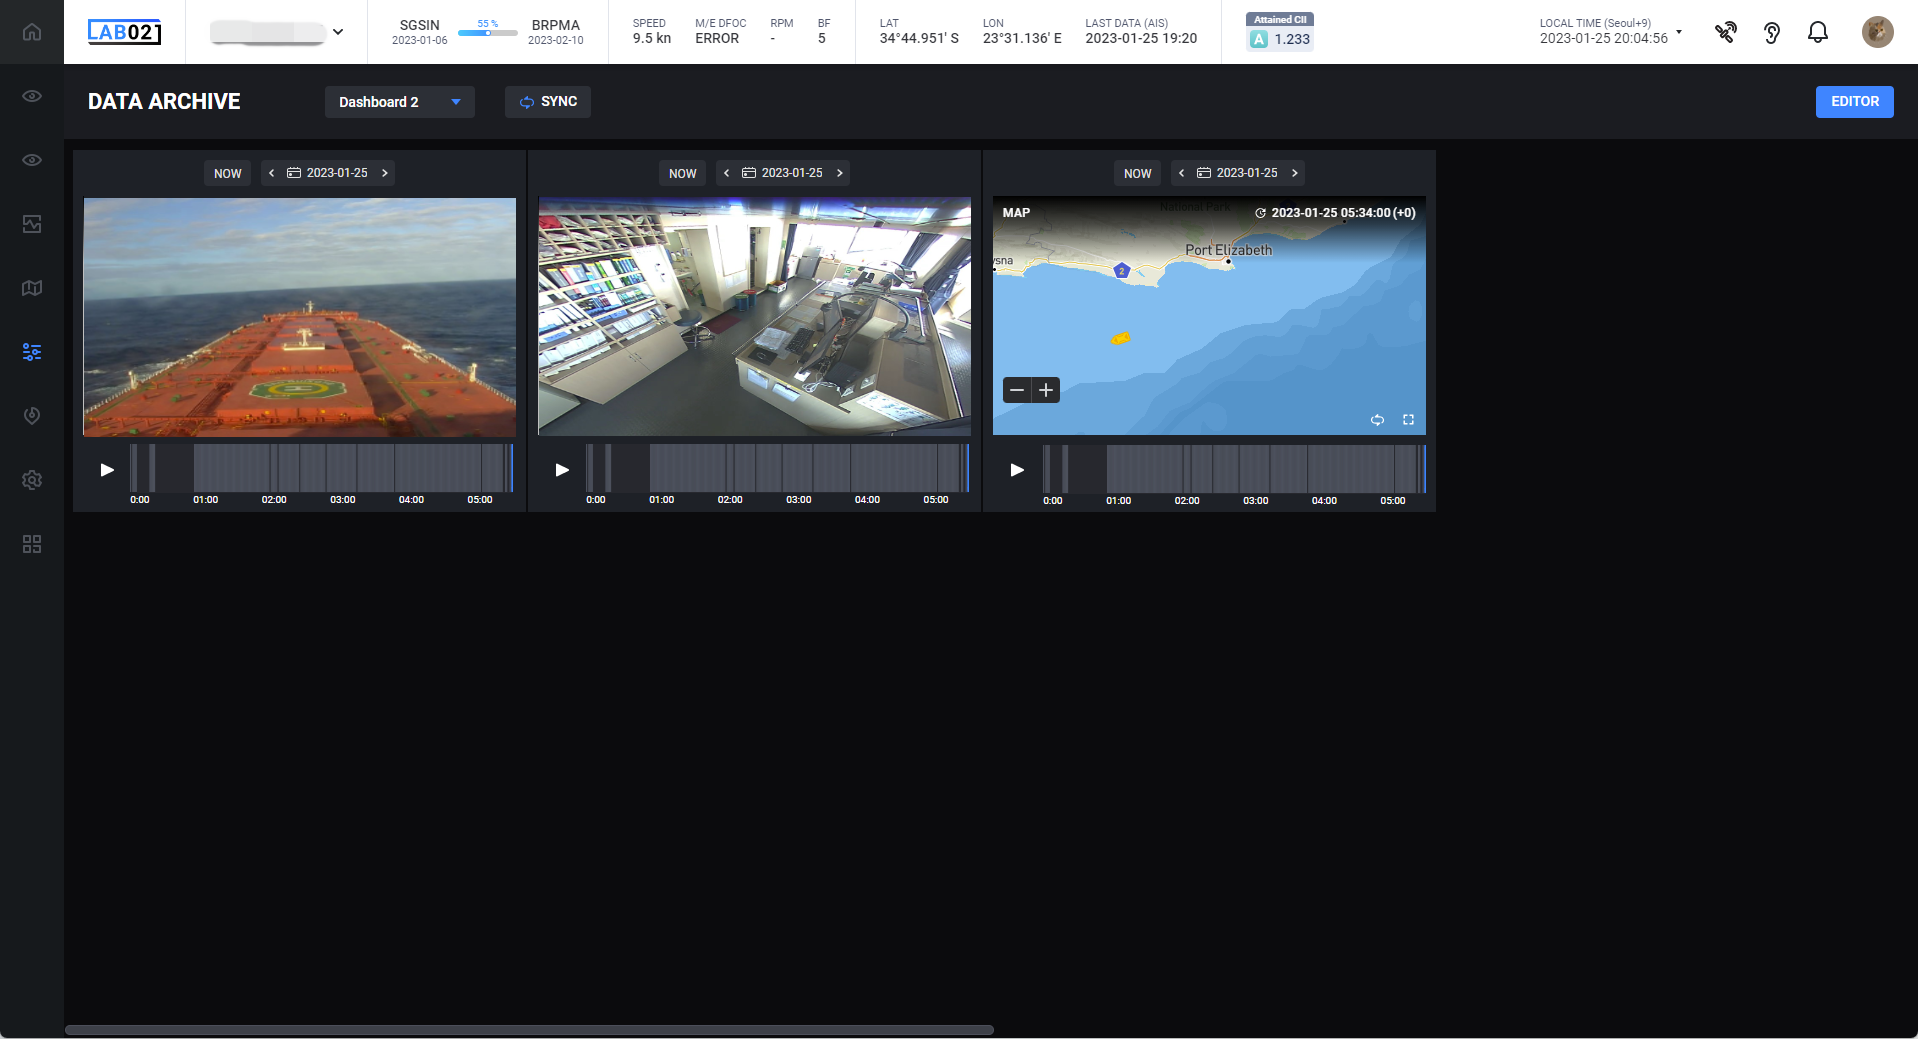 LAB021
SGSIN
2023-01-06
55 %
BRPMA
2023-02-10
SPEED
9.5 kn
M/E DFOC
ERROR
RPM
-
BF
5
LAT
34°44.951' S
LON
23°31.136' E
LAST DATA (AIS)
2023-01-25 19:20
Attained CII
A 1.233
LOCAL TIME (Seoul+9)
2023-01-25 20:04:56
DATA ARCHIVE
Dashboard 2
SYNC
EDITOR
NOW
2023-01-25
0:00 01:00 02:00 03:00 04:00 05:00
NOW
2023-01-25
0:00 01:00 02:00 03:00 04:00 05:00
NOW
2023-01-25
MAP
2023-01-25 05:34:00 (+0)
National Park
Port Elizabeth
ysna
2
0:00 01:00 02:00 03:00 04:00 05:00